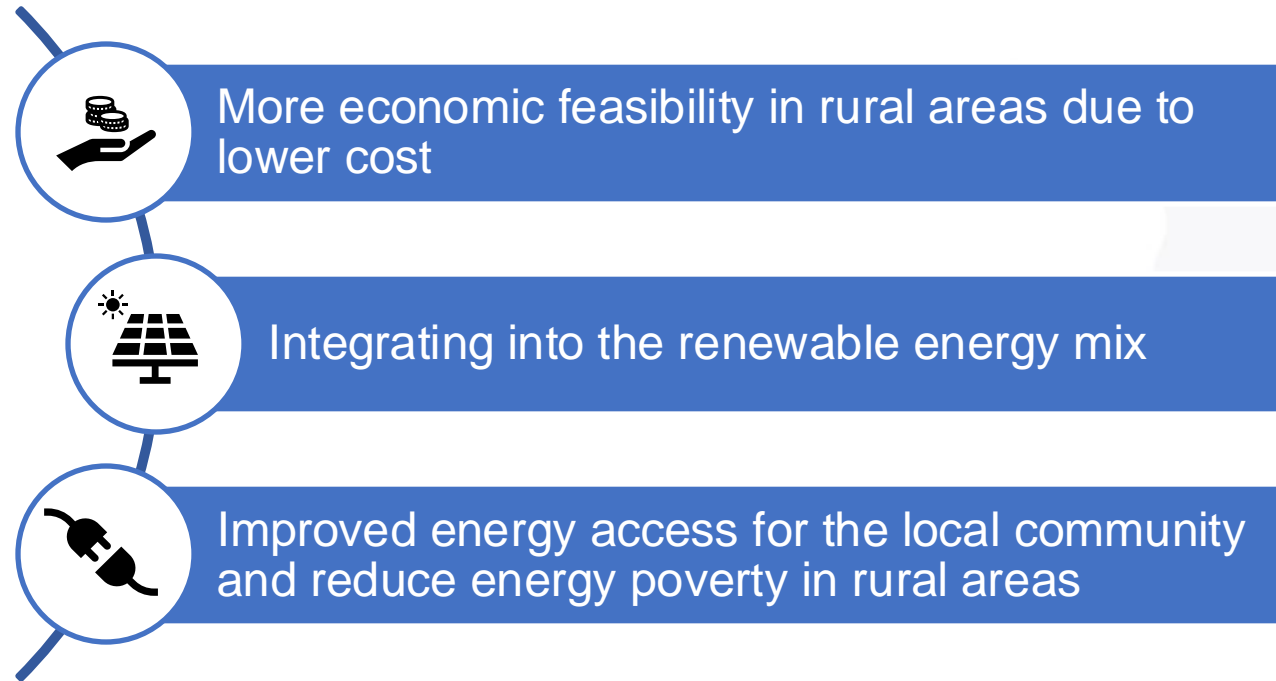 More economic feasibility in rural areas due to
lower cost
Integrating into the renewable energy mix
Improved energy access for the local community
and reduce energy poverty in rural areas